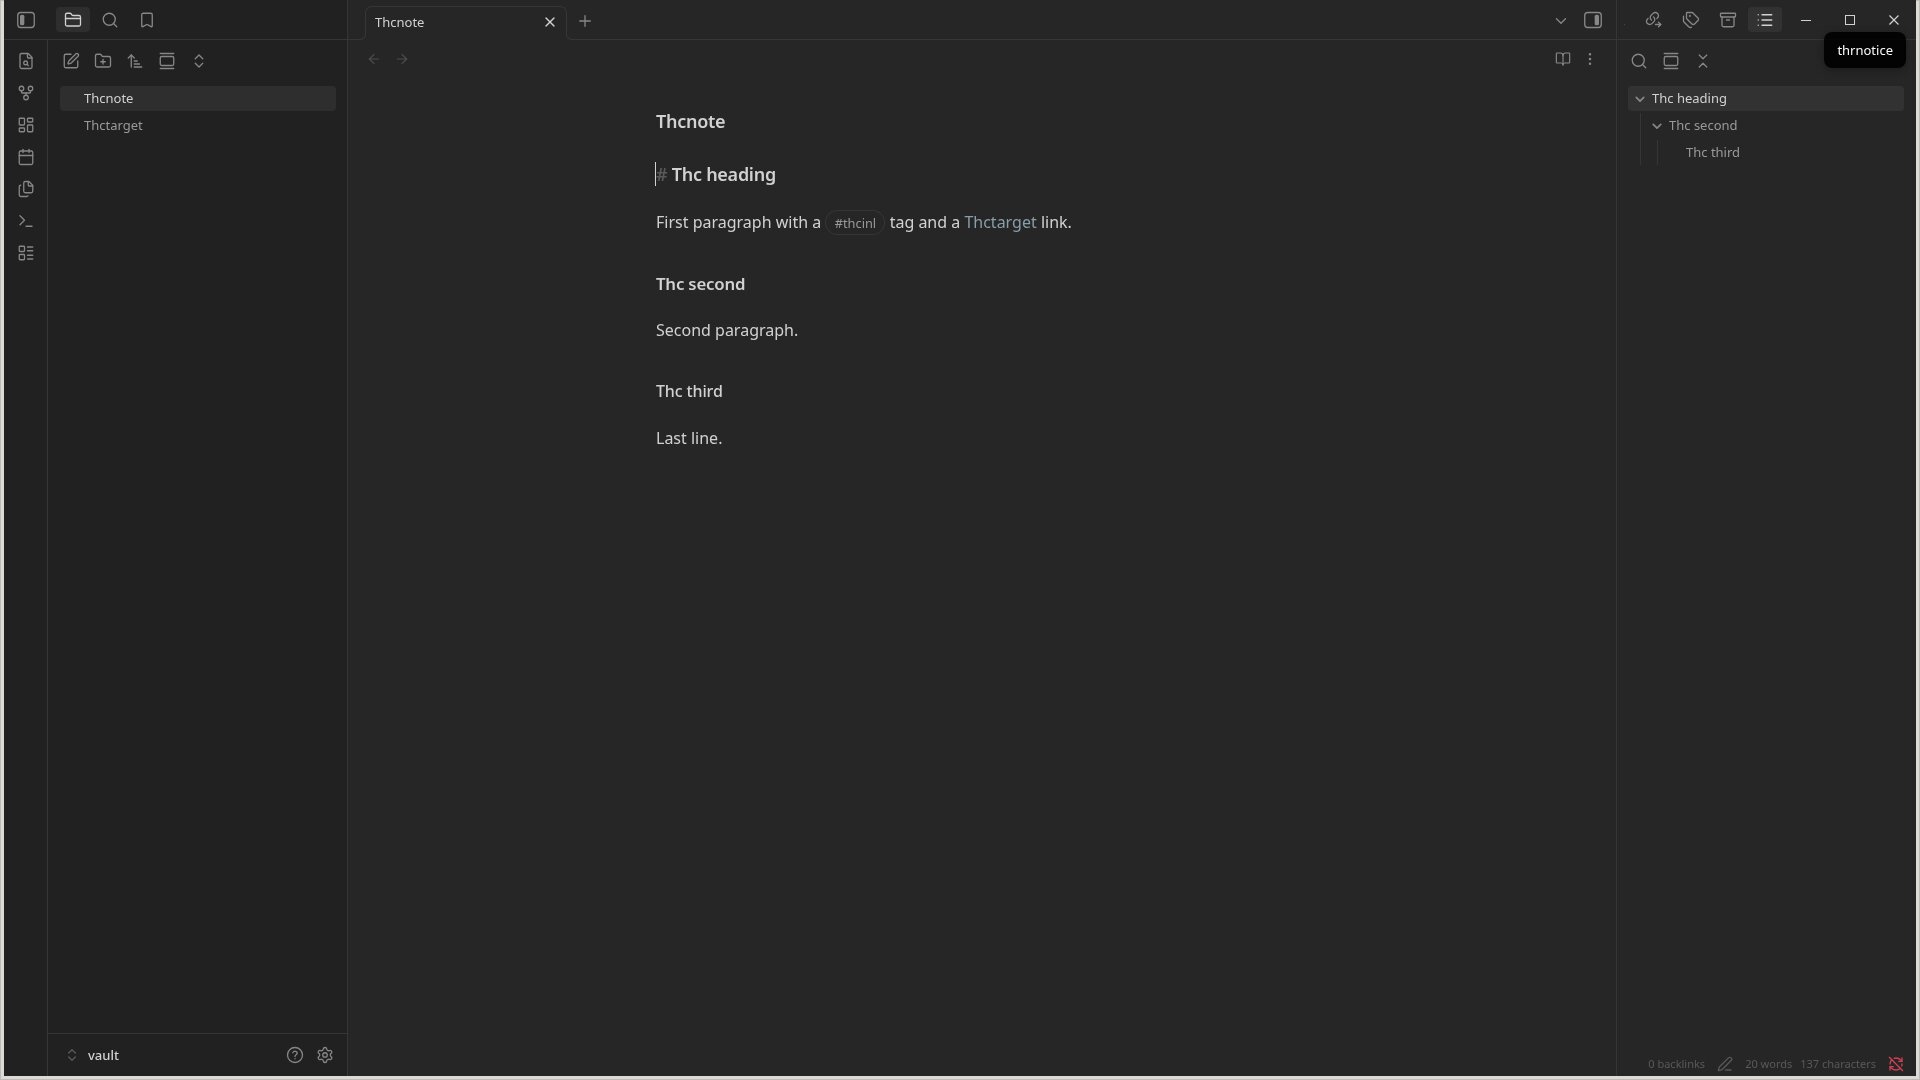 Thcnote
thrnotice
Thcnote
Thctarget
Thcnote
# Thc heading
First paragraph with a #thcinl tag and a Thctarget link.
Thc second
Second paragraph.
Thc third
Last line.
Thc heading
Thc second
Thc third
vault
0 backlinks
20 words
137 characters